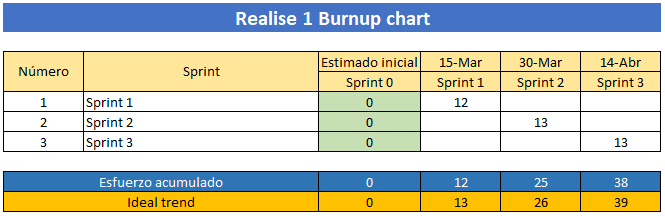 Realise 1 Burnup chart
Número Sprint Estimado inicial 15-Mar 30-Mar 14-Abr
Sprint 0 Sprint 1 Sprint 2 Sprint 3
1 Sprint 1 0 12
2 Sprint 2 0 13
3 Sprint 3 0 13
Esfuerzo acumulado 0 12 25 38
Ideal trend 0 13 26 39